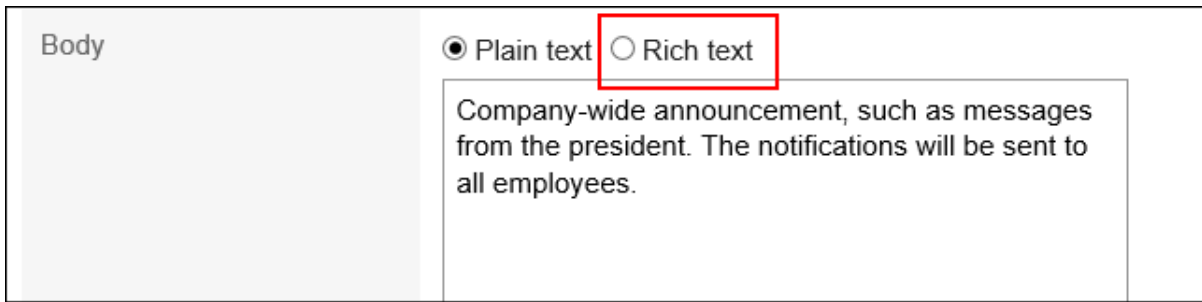 Body
Plain text Rich text
Company-wide announcement, such as messages
from the president. The notifications will be sent to
all employees.